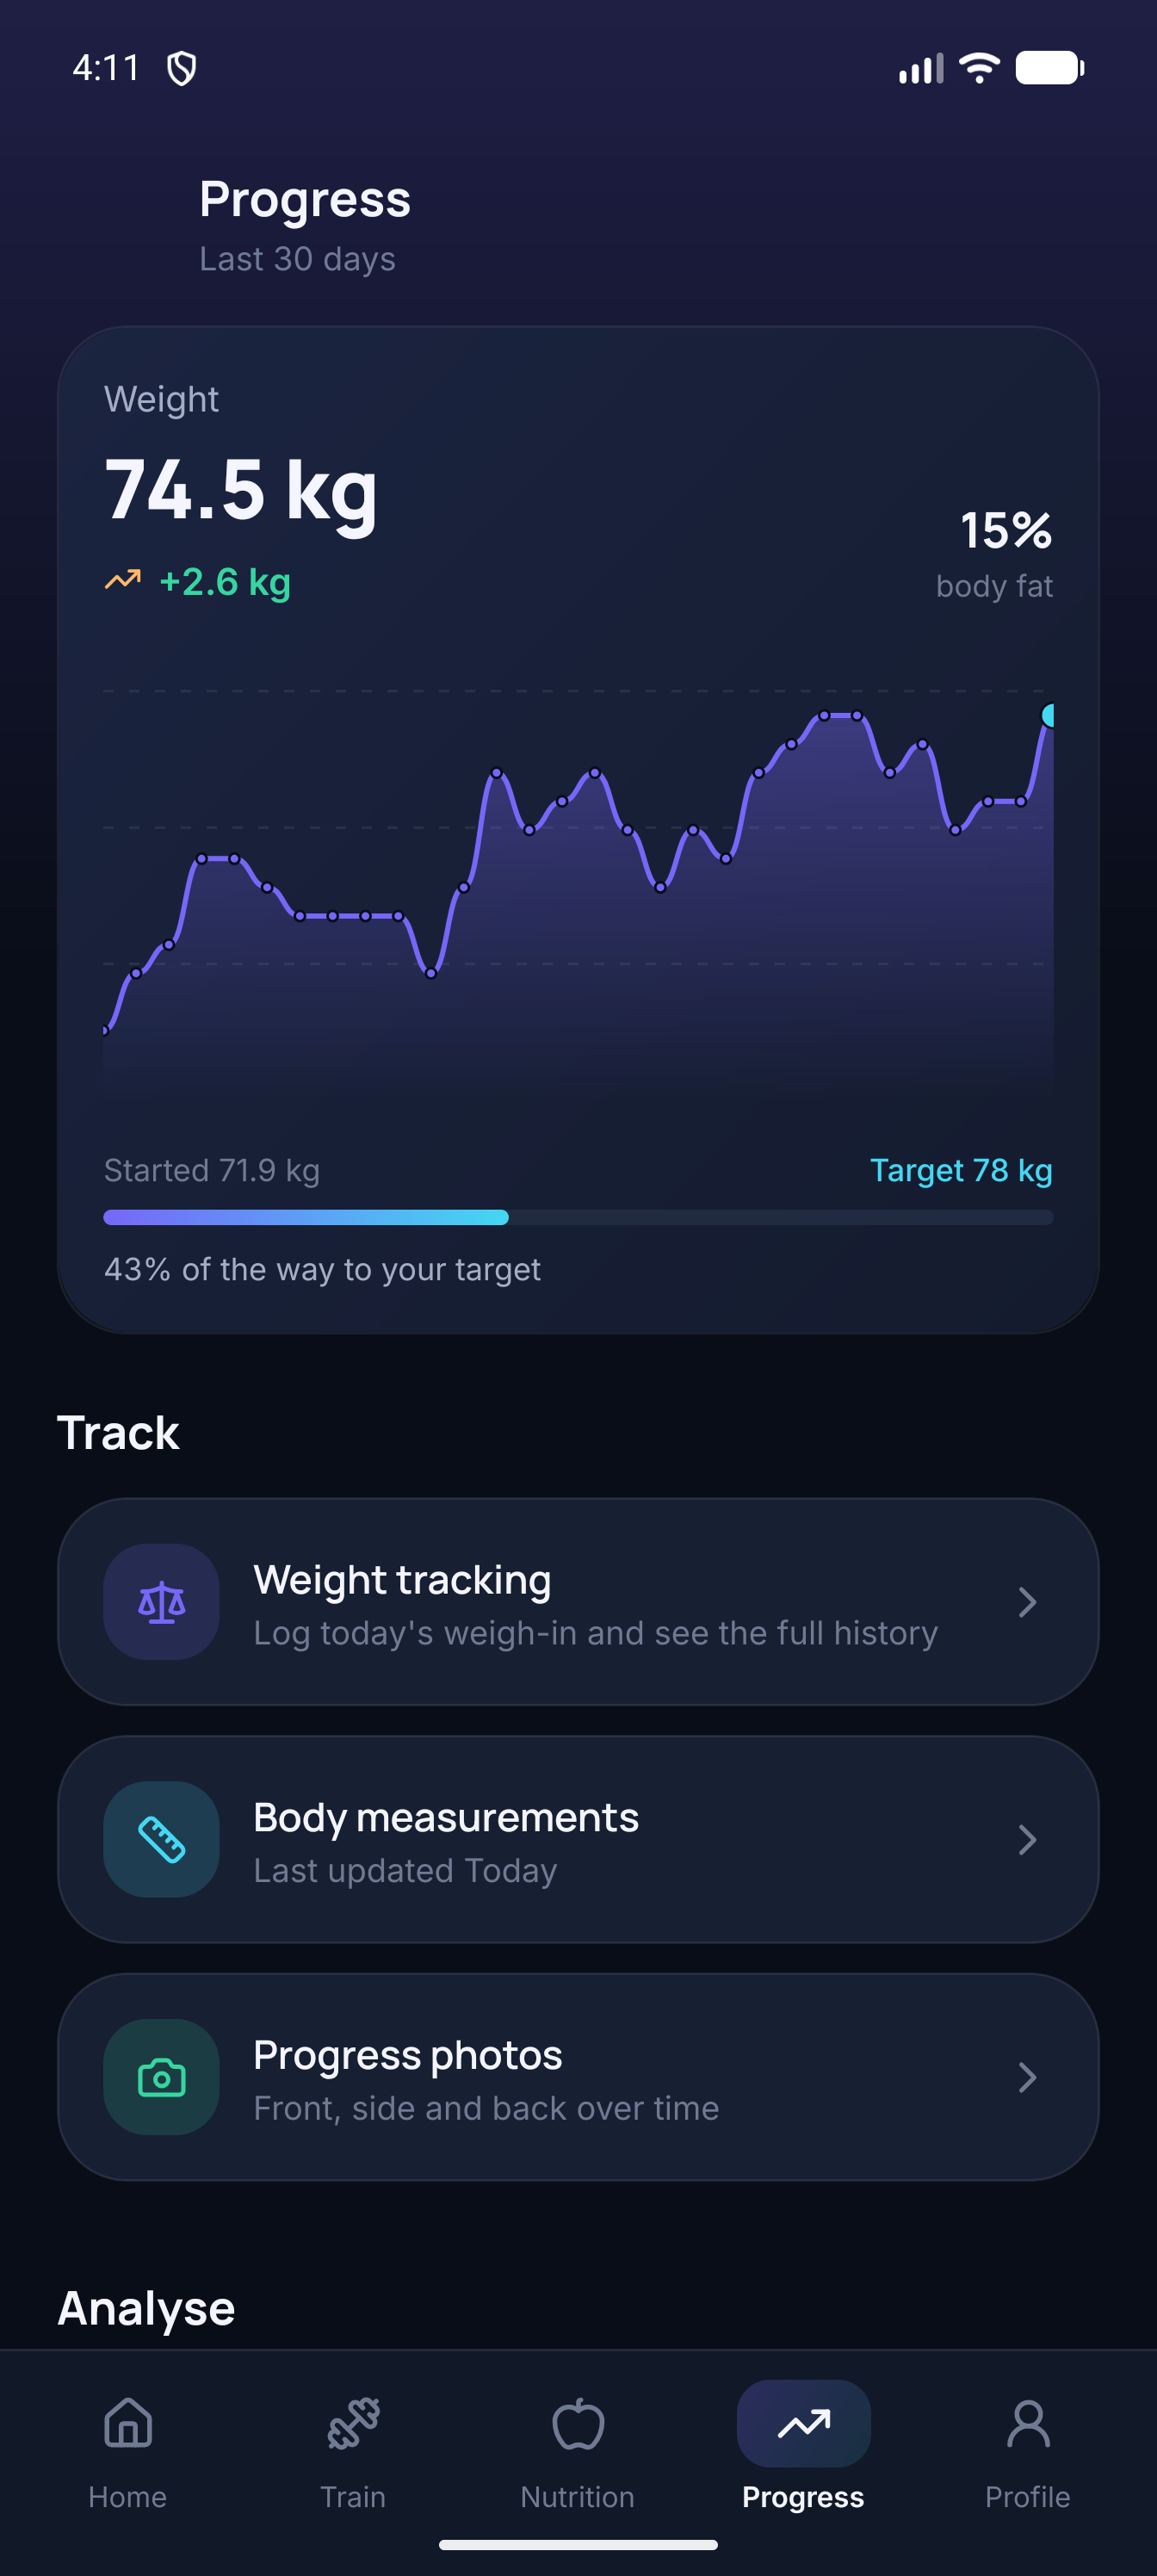 4:11
Progress
Last 30 days
Weight
74.5 kg
+2.6 kg
15%
body fat
Started 71.9 kg
Target 78 kg
43% of the way to your target
Track
Weight tracking
Log today's weigh-in and see the full history
Body measurements
Last updated Today
Progress photos
Front, side and back over time
Analyse
Home
Train
Nutrition
Progress
Profile